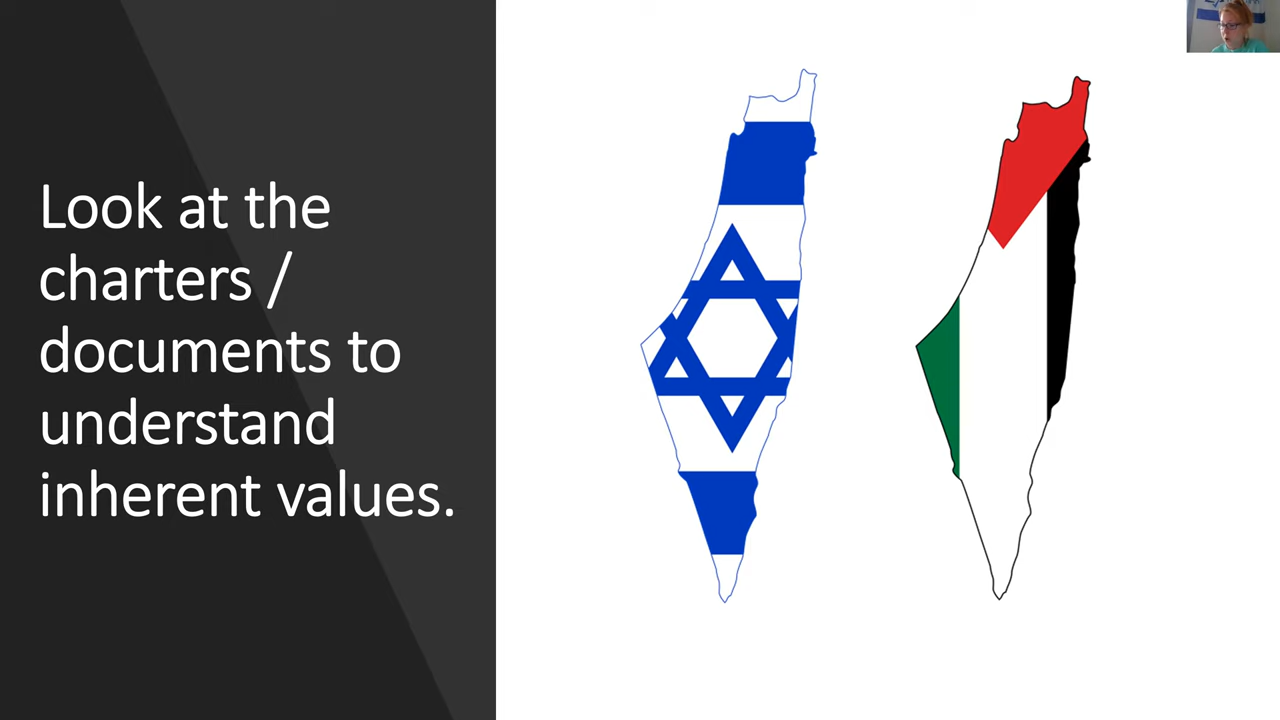 Look at the
charters /
documents to
understand
inherent values.